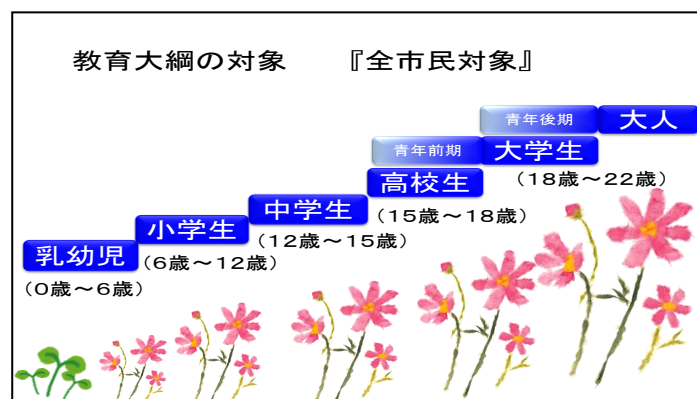 教育大綱の対象　『全市民対象』
青年後期
大人
青年前期
大学生
高校生
(18歳～22歳)
中学生
(15歳～18歳)
小学生
(12歳～15歳)
乳幼児
(6歳～12歳)
(0歳～6歳)